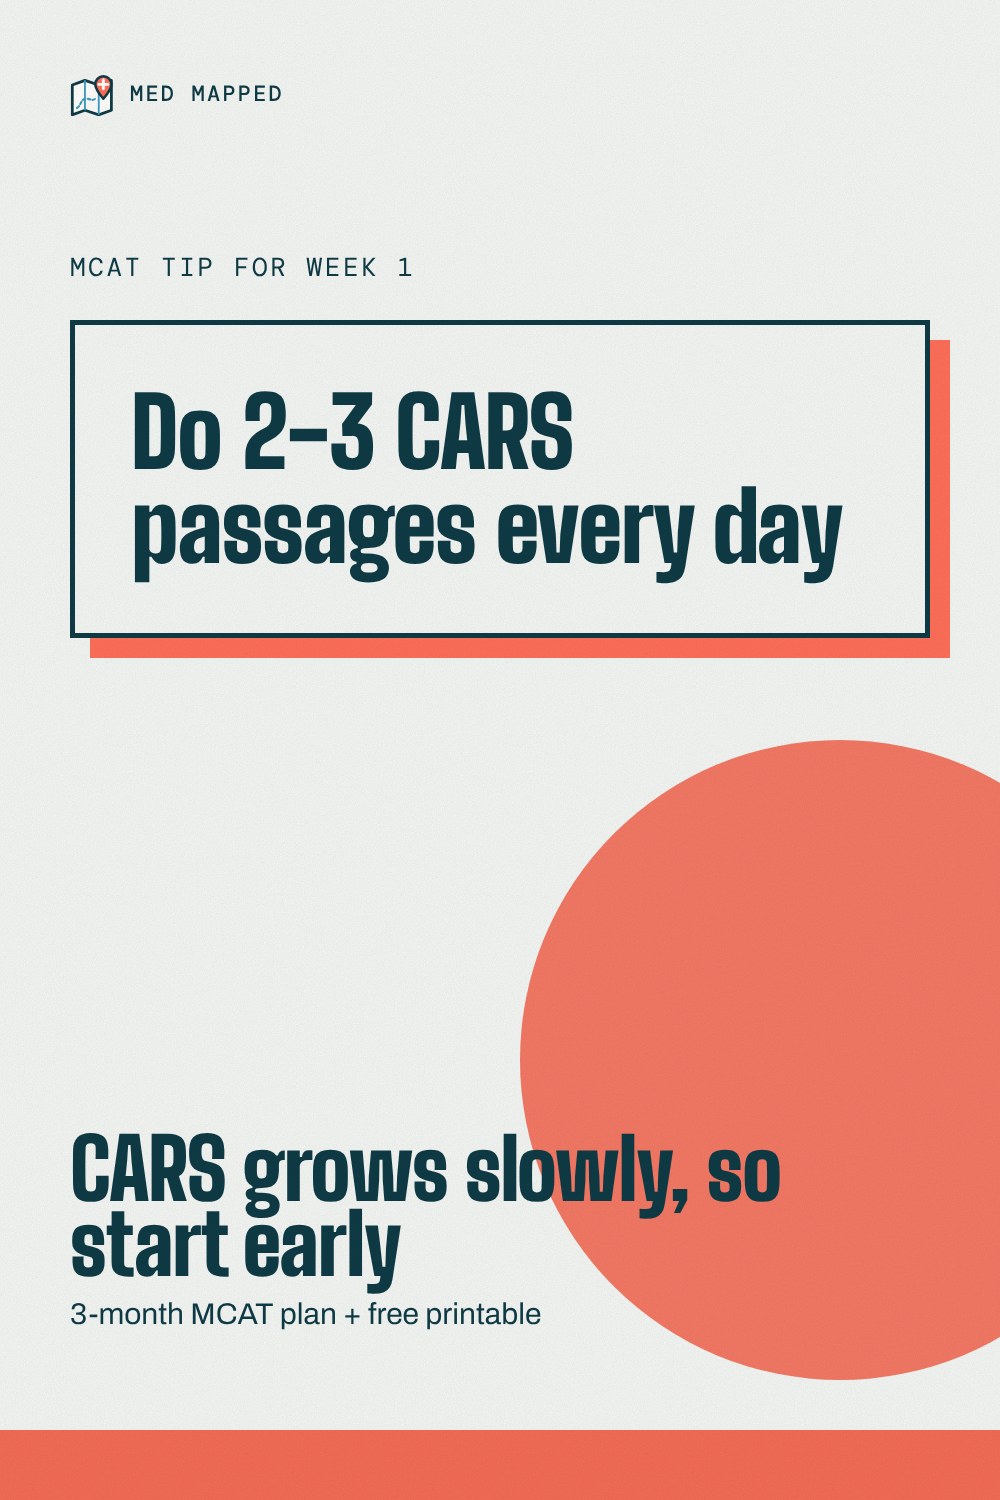 MED MAPPED
MCAT TIP FOR WEEK 1
Do 2–3 CARS
passages every day
CARS grows slowly, so
start early
3-month MCAT plan + free printable